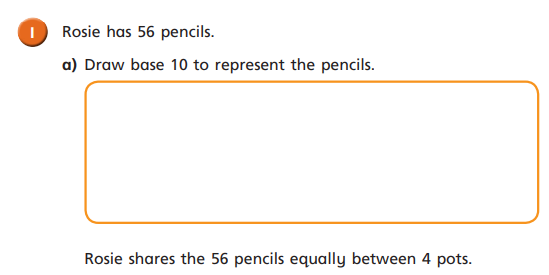 1 Rosie has 56 pencils.
a) Draw base 10 to represent the pencils.
Rosie shares the 56 pencils equally between 4 pots.